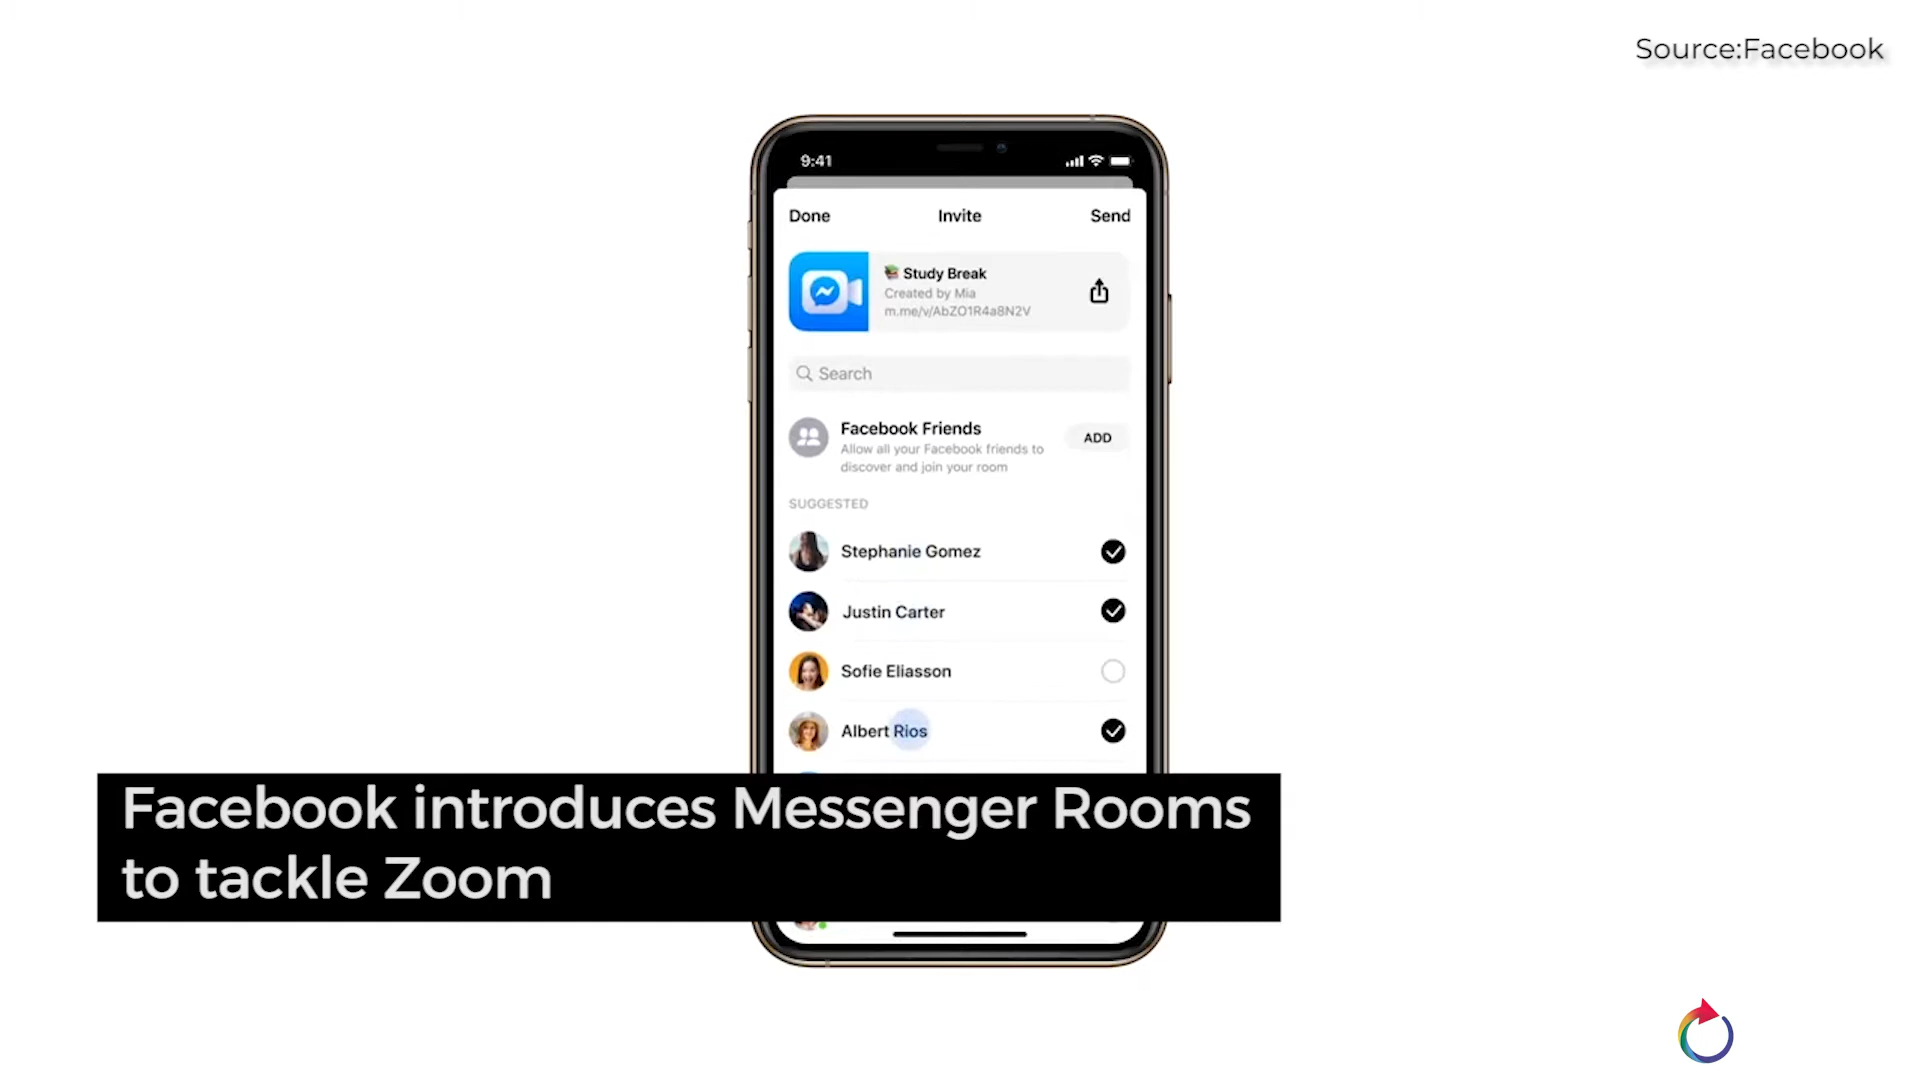 Source:Facebook
9:41
Done Invite Send
Study Break
Created by Mia
m.me/v/AbZO1R4a8N2V
Search
Facebook Friends
Allow all your Facebook friends to
discover and join your room
ADD
SUGGESTED
Stephanie Gomez
Justin Carter
Sofie Eliasson
Albert Rios
Facebook introduces Messenger Rooms
to tackle Zoom